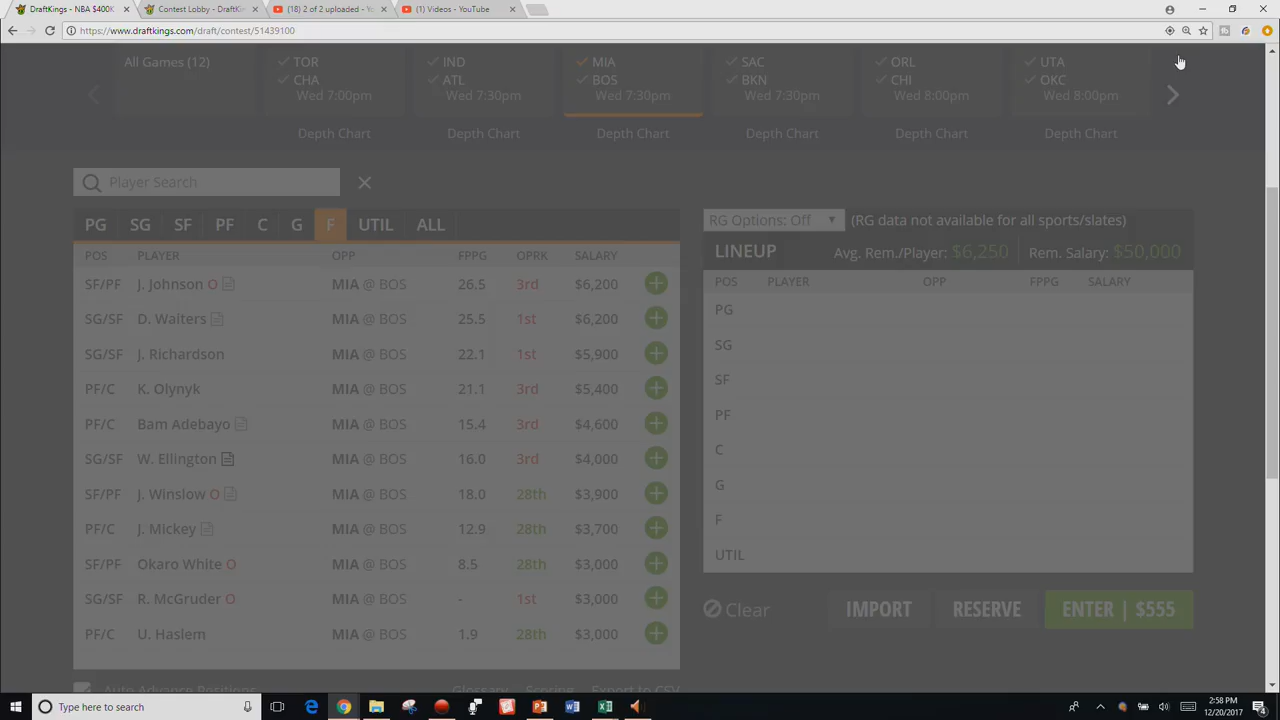 DraftKings - NBA $400K
Contest Lobby - DraftKi
(18) 2 of 2 uploaded - Yo
(1) Videos - YouTube
https://www.draftkings.com/draft/contest/51439100
All Games (12)
TOR
CHA
Wed 7:00pm
IND
ATL
Wed 7:30pm
MIA
BOS
Wed 7:30pm
SAC
BKN
Wed 7:30pm
ORL
CHI
Wed 8:00pm
UTA
OKC
Wed 8:00pm
Depth Chart Depth Chart Depth Chart Depth Chart Depth Chart Depth Chart
Player Search
PG SG SF PF C G F UTIL ALL
POS PLAYER OPP FPPG OPRK SALARY
SF/PF J. Johnson O MIA @ BOS 26.5 3rd $6,200
SG/SF D. Waiters MIA @ BOS 25.5 1st $6,200
SG/SF J. Richardson MIA @ BOS 22.1 1st $5,900
PF/C K. Olynyk MIA @ BOS 21.1 3rd $5,400
PF/C Bam Adebayo MIA @ BOS 15.4 3rd $4,600
SG/SF W. Ellington MIA @ BOS 16.0 3rd $4,000
SF/PF J. Winslow O MIA @ BOS 18.0 28th $3,900
PF/C J. Mickey MIA @ BOS 12.9 28th $3,700
SF/PF Okaro White O MIA @ BOS 8.5 28th $3,000
SG/SF R. McGruder O MIA @ BOS - 1st $3,000
PF/C U. Haslem MIA @ BOS 1.9 28th $3,000
Auto Advance Positions Glossary Scoring Export to CSV
RG Options: Off (RG data not available for all sports/slates)
LINEUP Avg. Rem./Player: $6,250 Rem. Salary: $50,000
POS PLAYER OPP FPPG SALARY
PG
SG
SF
PF
C
G
F
UTIL
Clear IMPORT RESERVE ENTER | $555
Type here to search
2:58 PM
12/20/2017
4